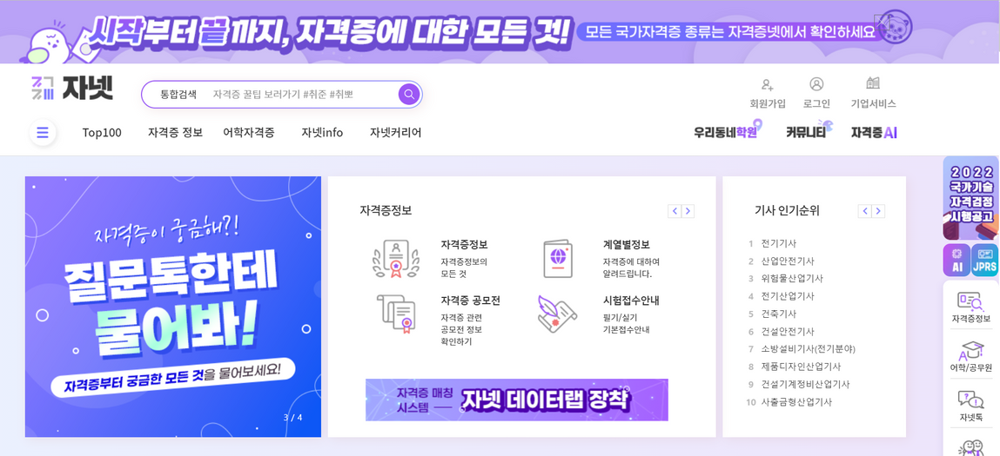 시작부터 끝까지, 자격증에 대한 모든 것! 모든 국가자격증 종류는 자격증넷에서 확인하세요
자넷
통합검색 자격증 꿀팁 보러가기 #취준 #취뽀
회원가입 로그인 기업서비스
Top100 자격증 정보 어학자격증 자넷info 자넷커리어
우리동네학원 커뮤니티 자격증AI
자격증이 궁금해?!
질문톡한테
물어봐!
자격증부터 궁금한 모든 것을 물어보세요!
3 / 4
자격증정보
자격증정보
자격증정보의
모든 것
계열별정보
자격증에 대하여
알려드립니다.
자격증 공모전
자격증 관련
공모전 정보
확인하기
시험접수안내
필기/실기
기본접수안내
자격증 매칭
시스템
자넷 데이터랩 장착
기사 인기순위
1 전기기사
2 산업안전기사
3 위험물산업기사
4 전기산업기사
5 건축기사
6 건설안전기사
7 소방설비기사(전기분야)
8 제품디자인산업기사
9 건설기계정비산업기사
10 사출금형산업기사
2022
국가기술
자격검정
시행공고
AI JPRS
자격증정보
어학/공무원
자넷톡